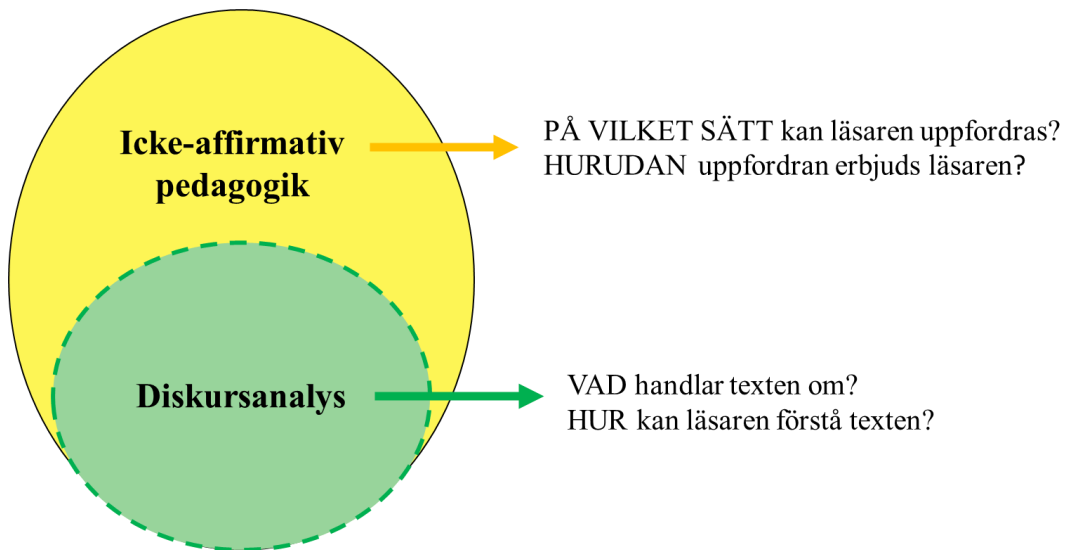 Icke-affirmativ
pedagogik
PÅ VILKET SÄTT kan läsaren uppfordras?
HURUDAN uppfordran erbjuds läsaren?
Diskursanalys
VAD handlar texten om?
HUR kan läsaren förstå texten?